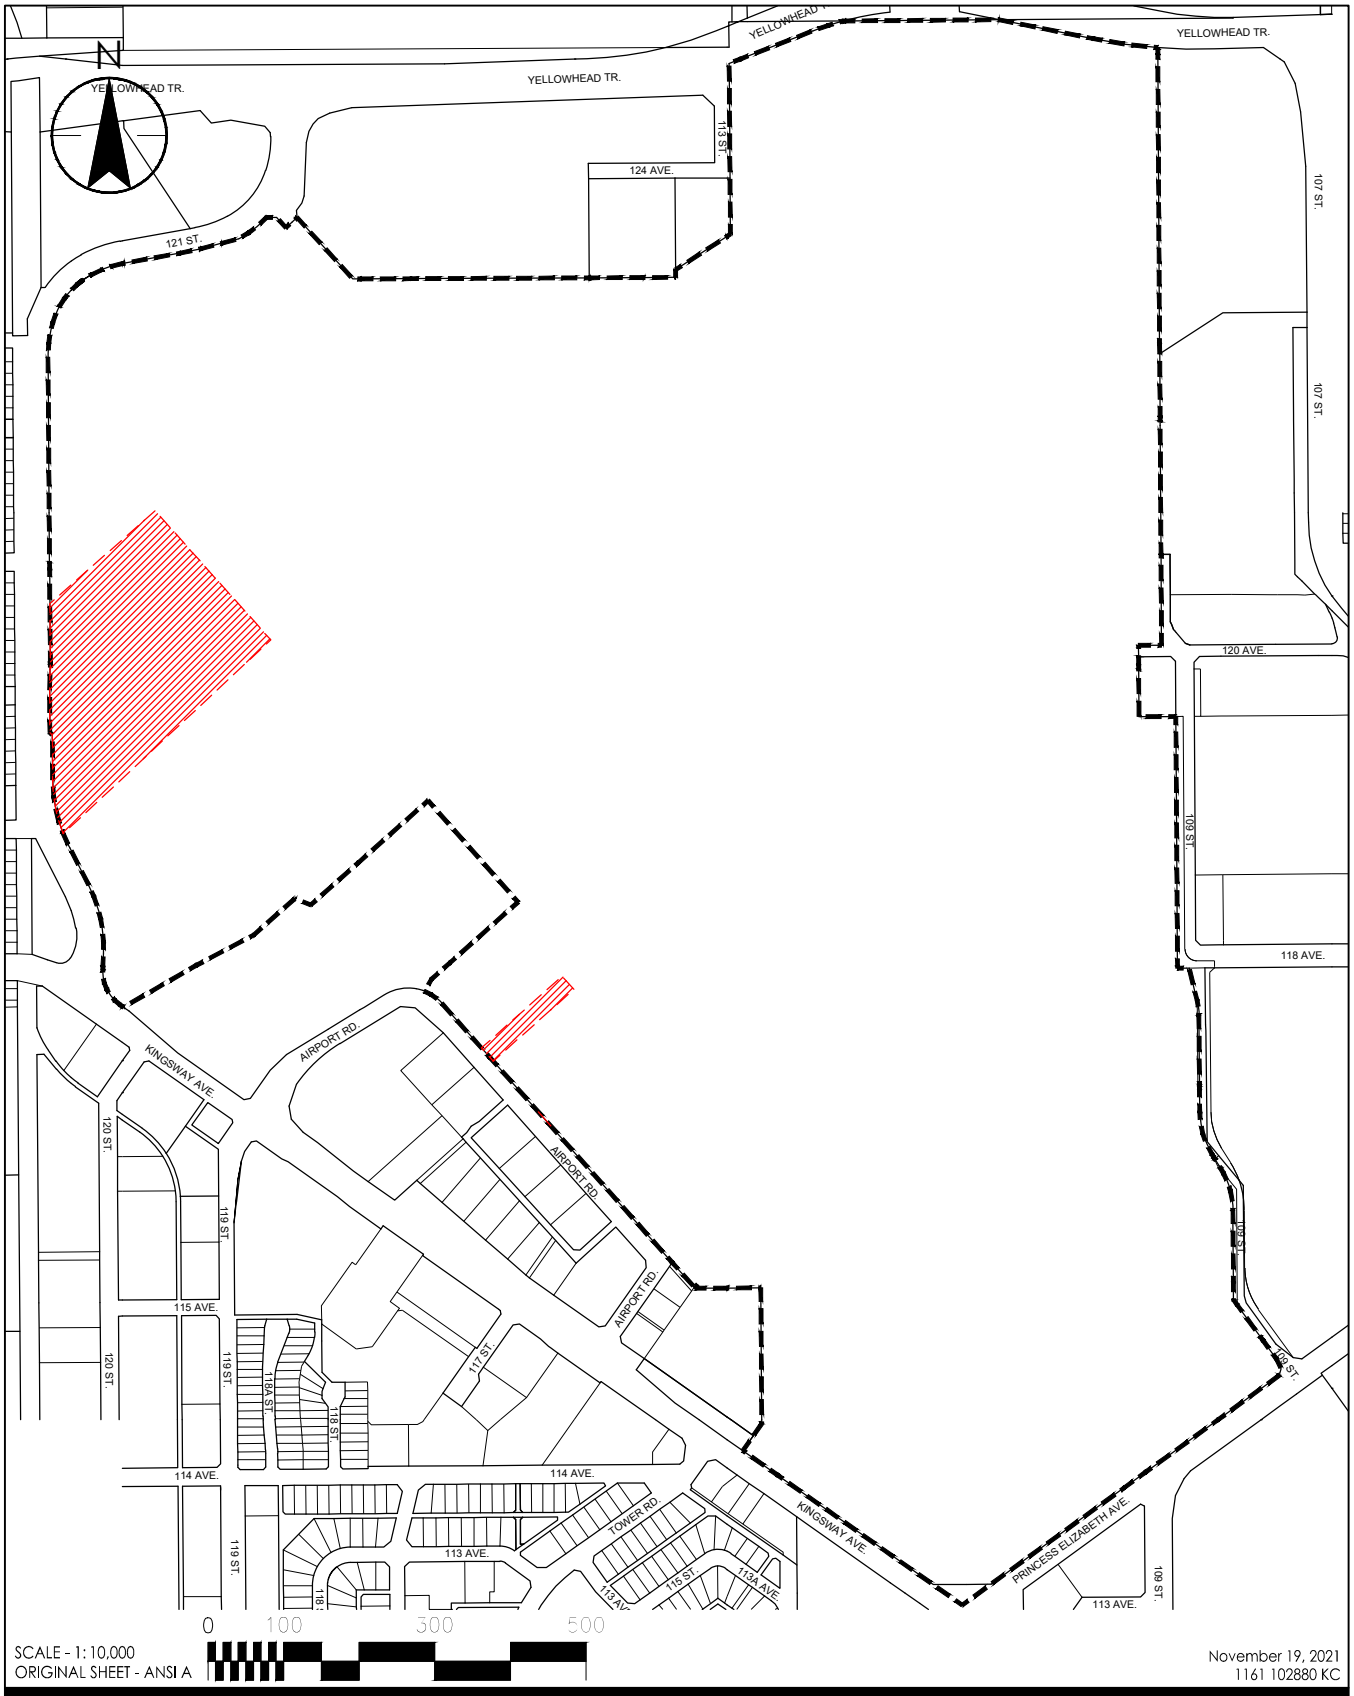 YELLOWHEAD T
YELLOWHEAD TR.
N
YELLOWHEAD TR.
YELLOWHEAD TR.
113 ST.
124 AVE.
107 ST.
121 ST.
107 ST.
120 AVE.
109 ST.
118 AVE.
AIRPORT RD.
KINGSWAY AVE.
120 ST.
AIRPORT RD.
119 ST.
109 ST.
AIRPORT RD.
115 AVE.
117 ST.
120 ST.
119 ST.
118A ST.
109 ST.
118 ST.
114 AVE.
114 AVE.
KINGSWAY AVE.
TOWER RD.
PRINCESS ELIZABETH AVE.
119 ST.
113 AVE.
115 ST.
113A AVE.
109 ST.
113 AV
118 S
113 AVE.
0 100 300 500
SCALE - 1: 10,000
ORIGINAL SHEET - ANSI A
November 19, 2021
1161 102880 KC